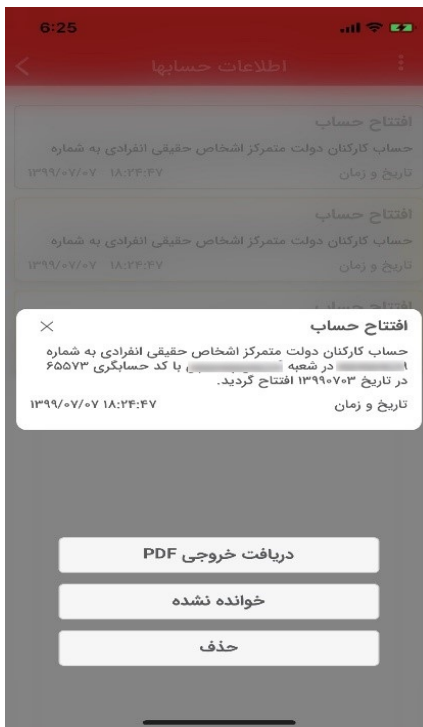 6:25
اطلاعات حسابها
افتتاح حساب
حساب کارکنان دولت متمرکز اشخاص حقیقی انفرادی به شماره
تاریخ و زمان ۱۳۹۹/۰۷/۰۷ ۱۸:۲۴:۴۷
افتتاح حساب
حساب کارکنان دولت متمرکز اشخاص حقیقی انفرادی به شماره
تاریخ و زمان ۱۳۹۹/۰۷/۰۷ ۱۸:۲۴:۴۷
افتتاح حساب
افتتاح حساب
حساب کارکنان دولت متمرکز اشخاص حقیقی انفرادی به شماره
در شعبه با کد حسابگری ۶۵۵۷۳
در تاریخ ۱۳۹۹۰۷۰۳ افتتاح گردید.
تاریخ و زمان ۱۳۹۹/۰۷/۰۷ ۱۸:۲۴:۴۷
دریافت خروجی PDF
خوانده نشده
حذف